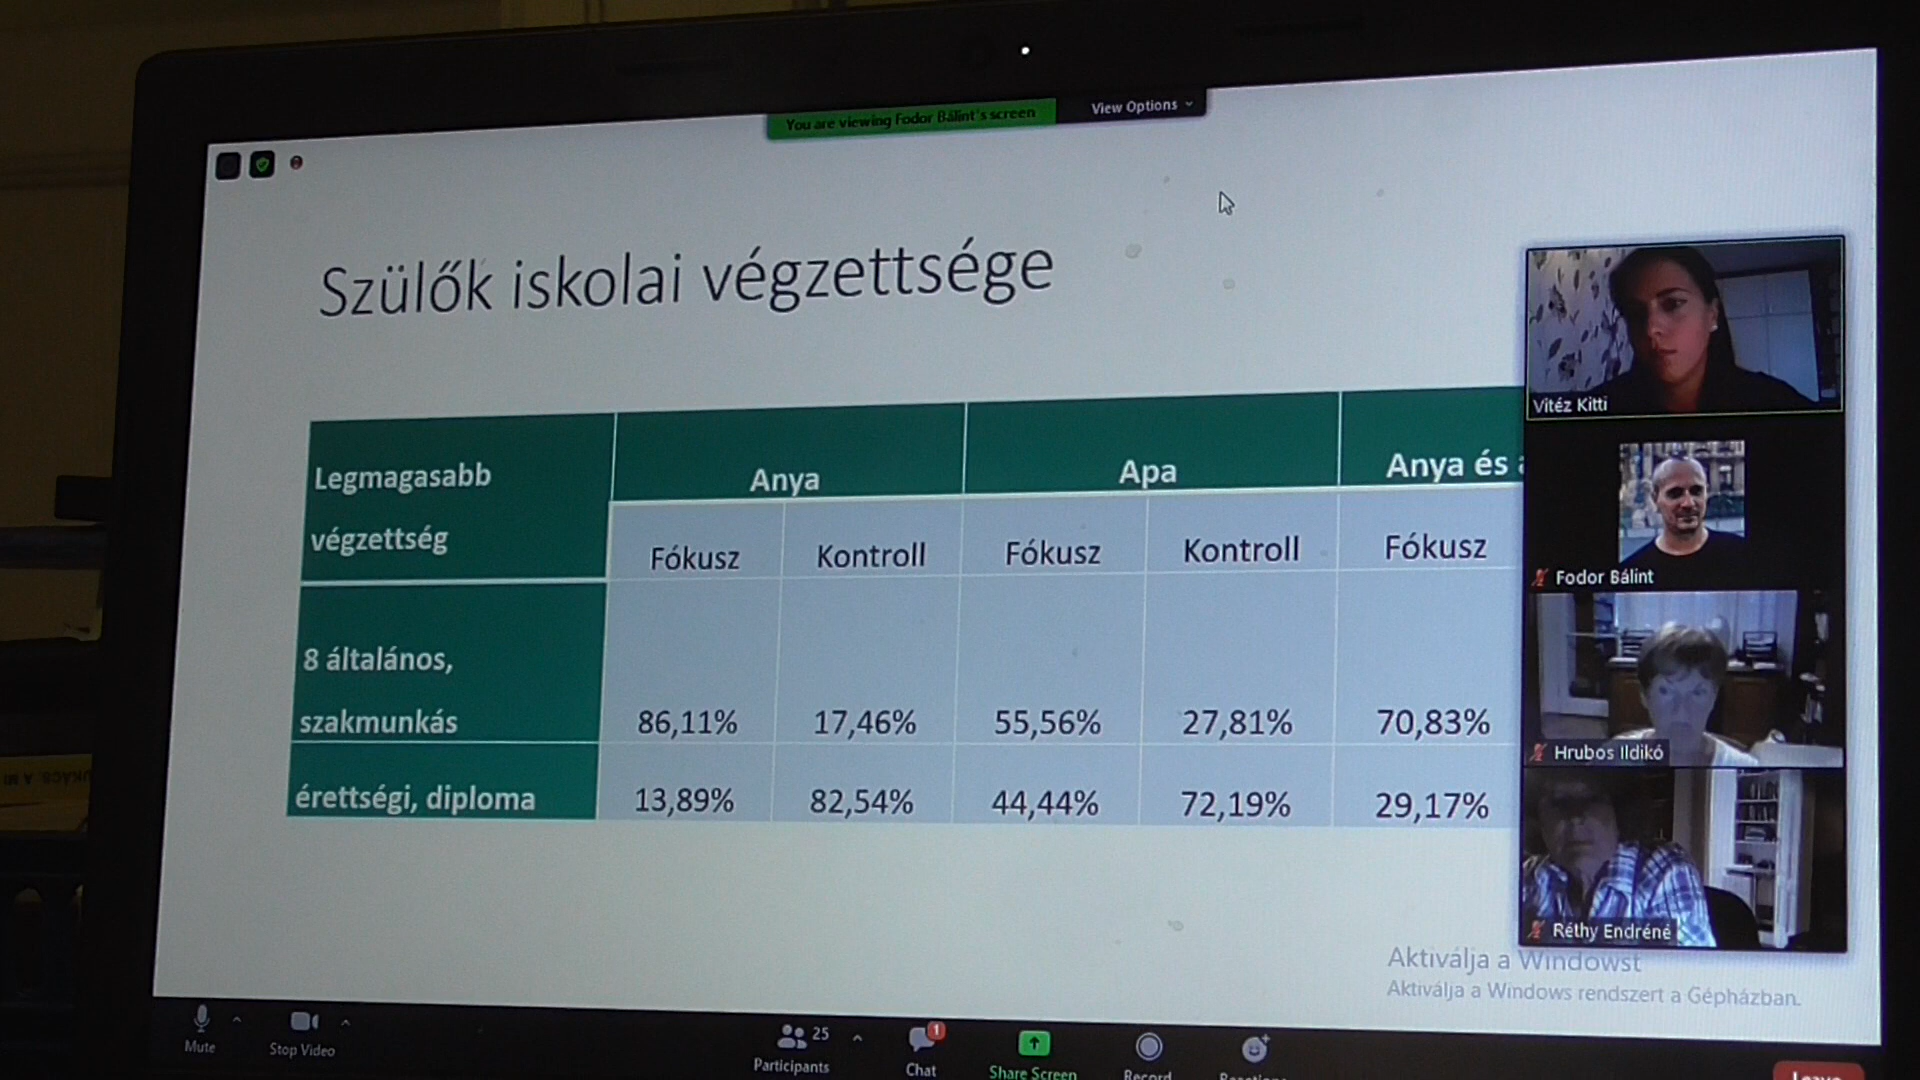 You are viewing Fodor Bálint's screen
View Options
Szülők iskolai végzettsége
Legmagasabb
végzettség
Anya
Apa
Anya és
Fókusz
Kontroll
Fókusz
Kontroll
Fókusz
8 általános,
szakmunkás
86,11%
17,46%
55,56%
27,81%
70,83%
érettségi, diploma
13,89%
82,54%
44,44%
72,19%
29,17%
Vitéz Kitti
Fodor Bálint
Hrubos Ildikó
Réthy Endréné
Aktiválja a Windowst
Aktiválja a Windows rendszert a Gépházban.
Mute
Stop Video
25
Participants
1
Chat
Share Screen
Record
Reactions
Leave